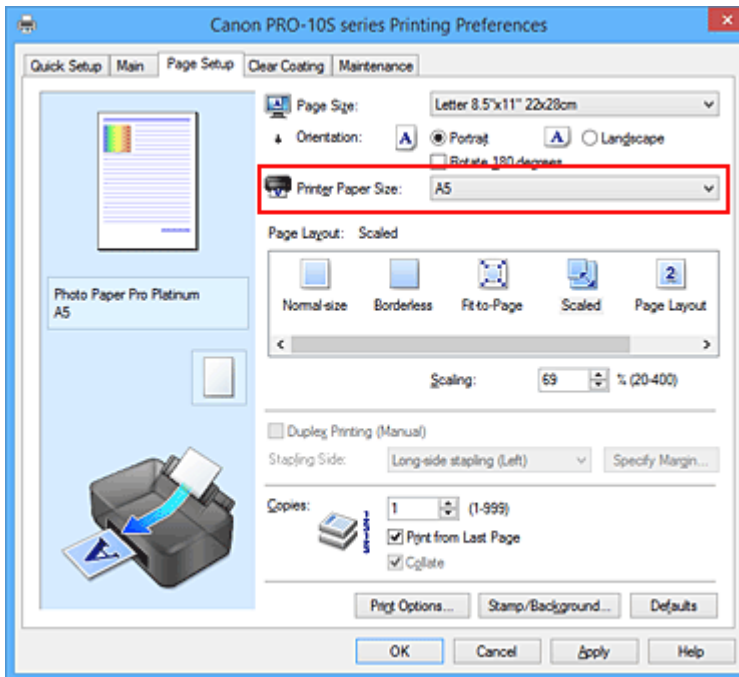 Canon PRO-10S series Printing Preferences
Quick Setup Main Page Setup Clear Coating Maintenance
Page Size: Letter 8.5"x11" 22x28cm
Orientation: A Portrait A Landscape
Rotate 180 degrees
Printer Paper Size: A5
Page Layout: Scaled
Normal-size Borderless Fit-to-Page Scaled 2 Page Layout
Photo Paper Pro Platinum
A5
Scaling: 69 % (20-400)
Duplex Printing (Manual)
Stapling Side: Long-side stapling (Left) Specify Margin...
Copies: 1 (1-999)
Print from Last Page
Collate
A
Print Options... Stamp/Background... Defaults
OK Cancel Apply Help